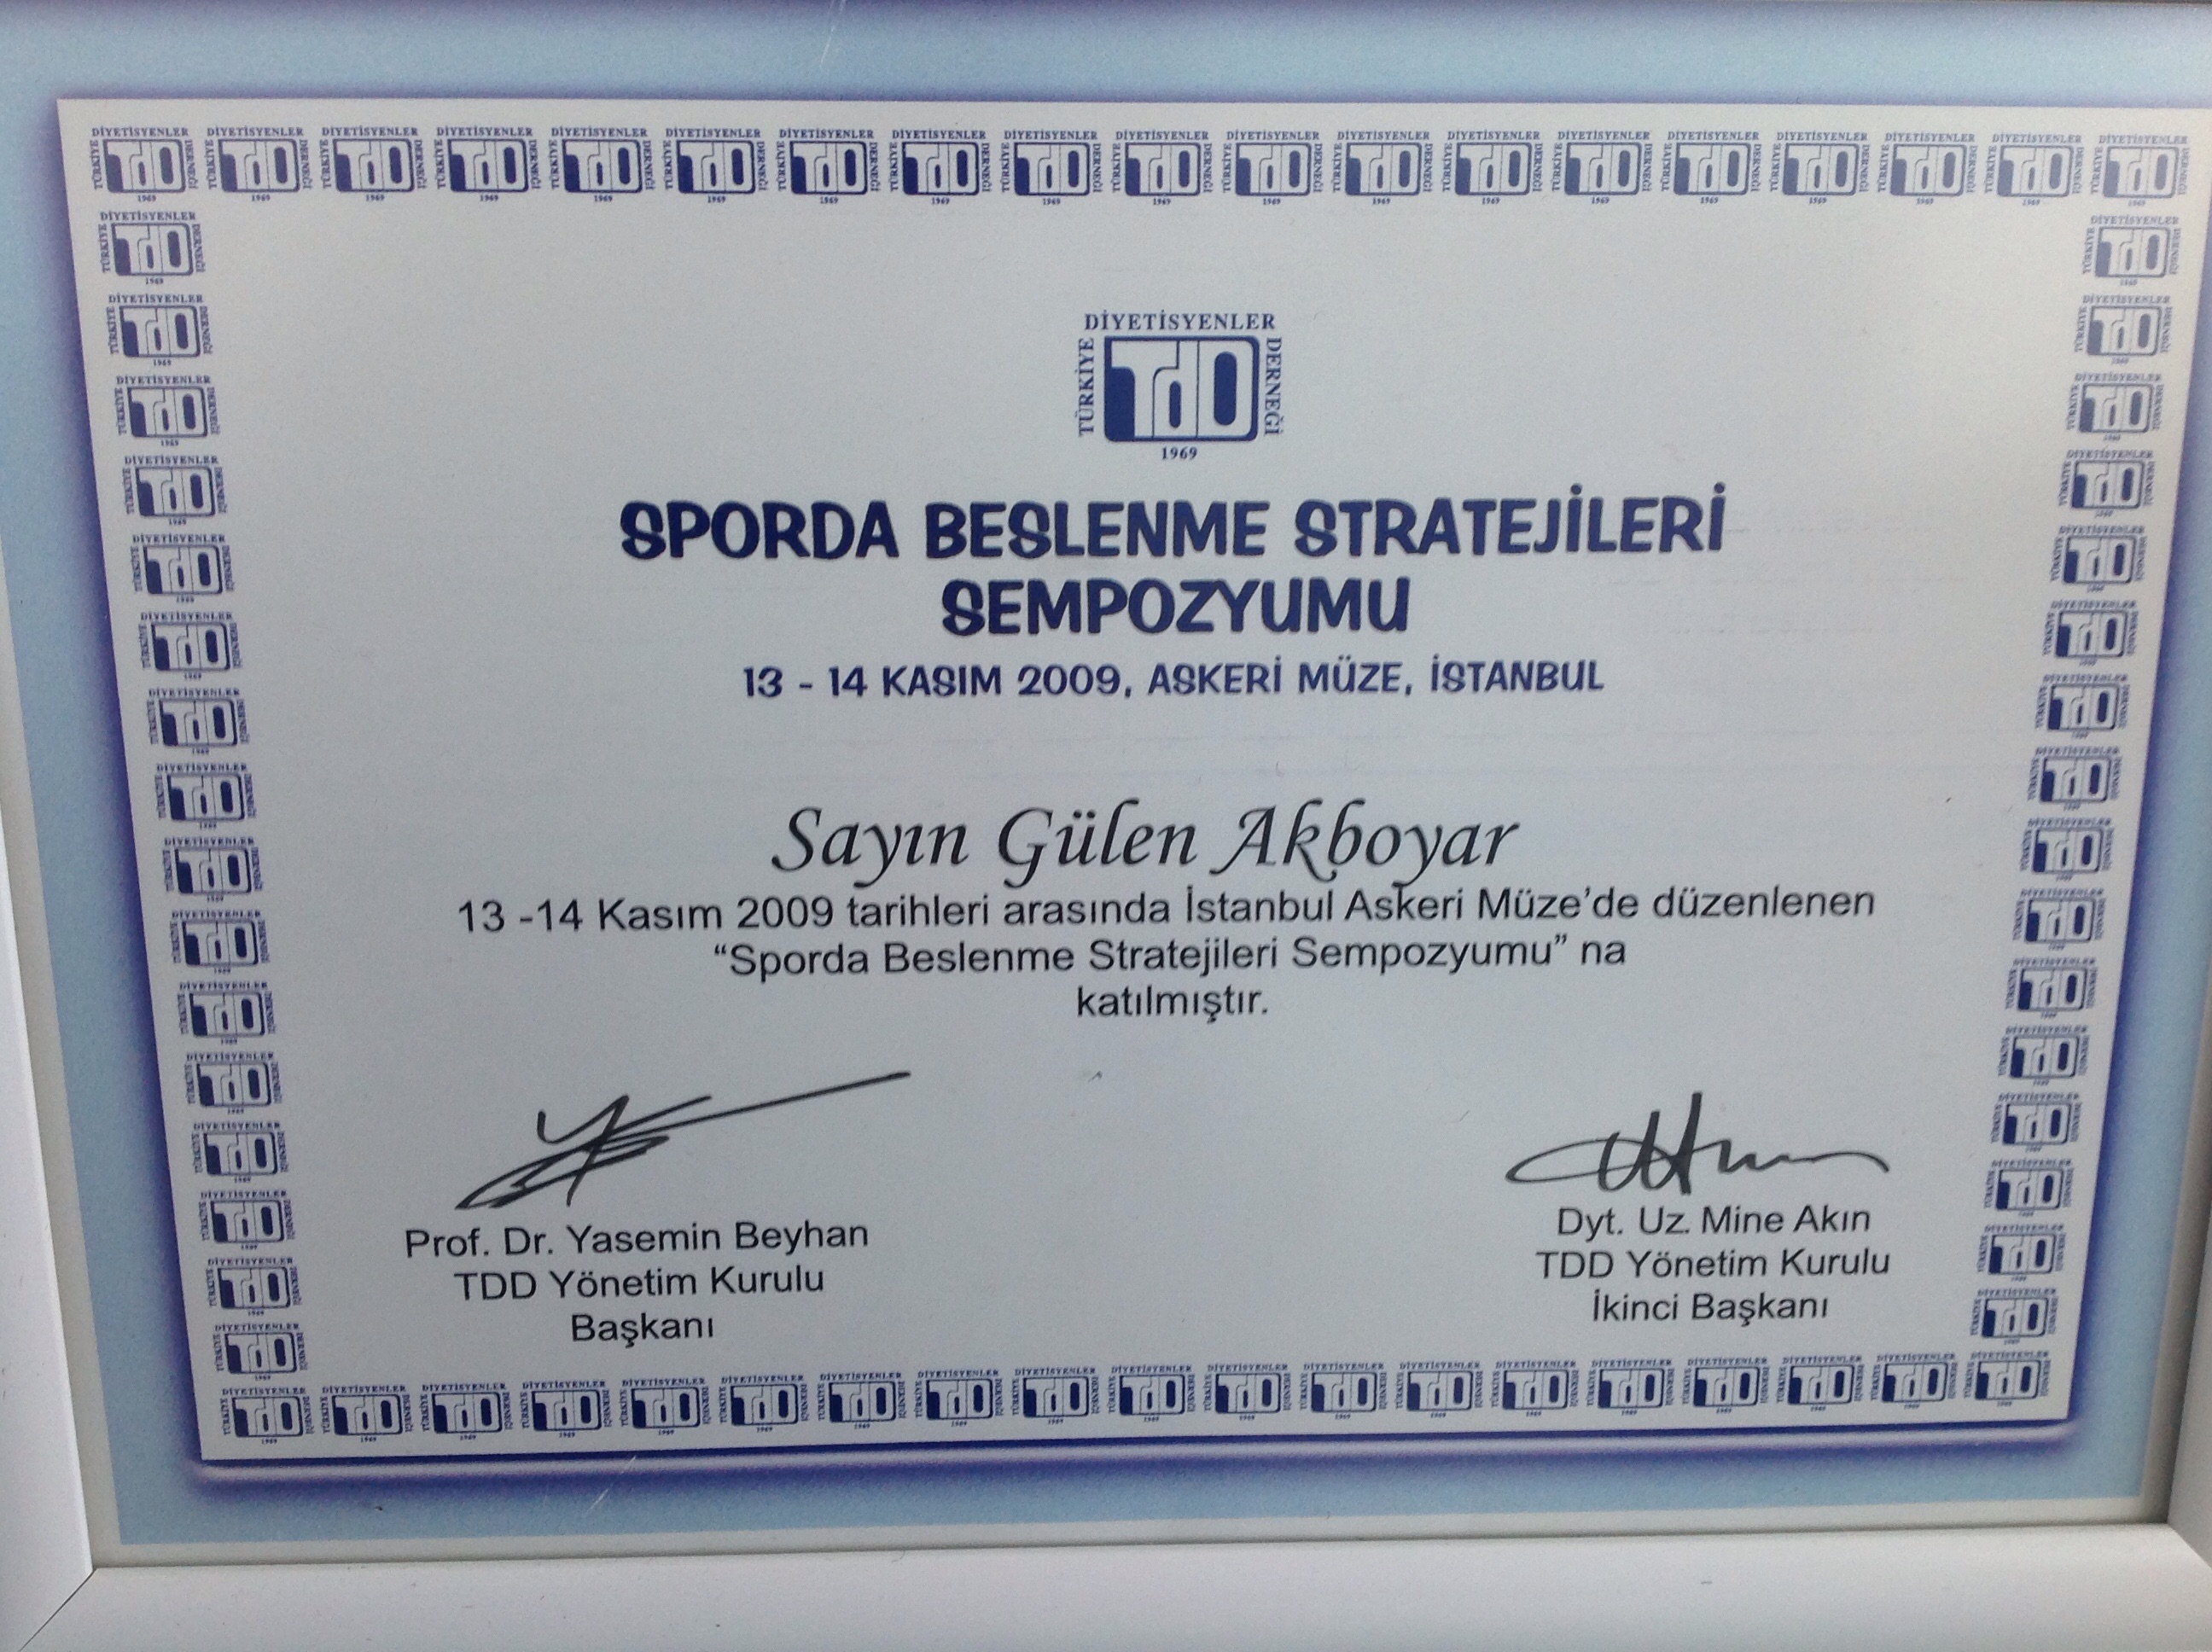 DİYETİSYENLER
TÜRKİYE
TDD
DERNEĞİ
1969
SPORDA BESLENME STRATEJİLERİ
SEMPOZYUMU
13 - 14 KASIM 2009, ASKERİ MÜZE, İSTANBUL
Sayın Gülen Akboyar
13 -14 Kasım 2009 tarihleri arasında İstanbul Askeri Müze’de düzenlenen
“Sporda Beslenme Stratejileri Sempozyumu” na
katılmıştır.
Prof. Dr. Yasemin Beyhan
TDD Yönetim Kurulu
Başkanı
Dyt. Uz. Mine Akın
TDD Yönetim Kurulu
İkinci Başkanı